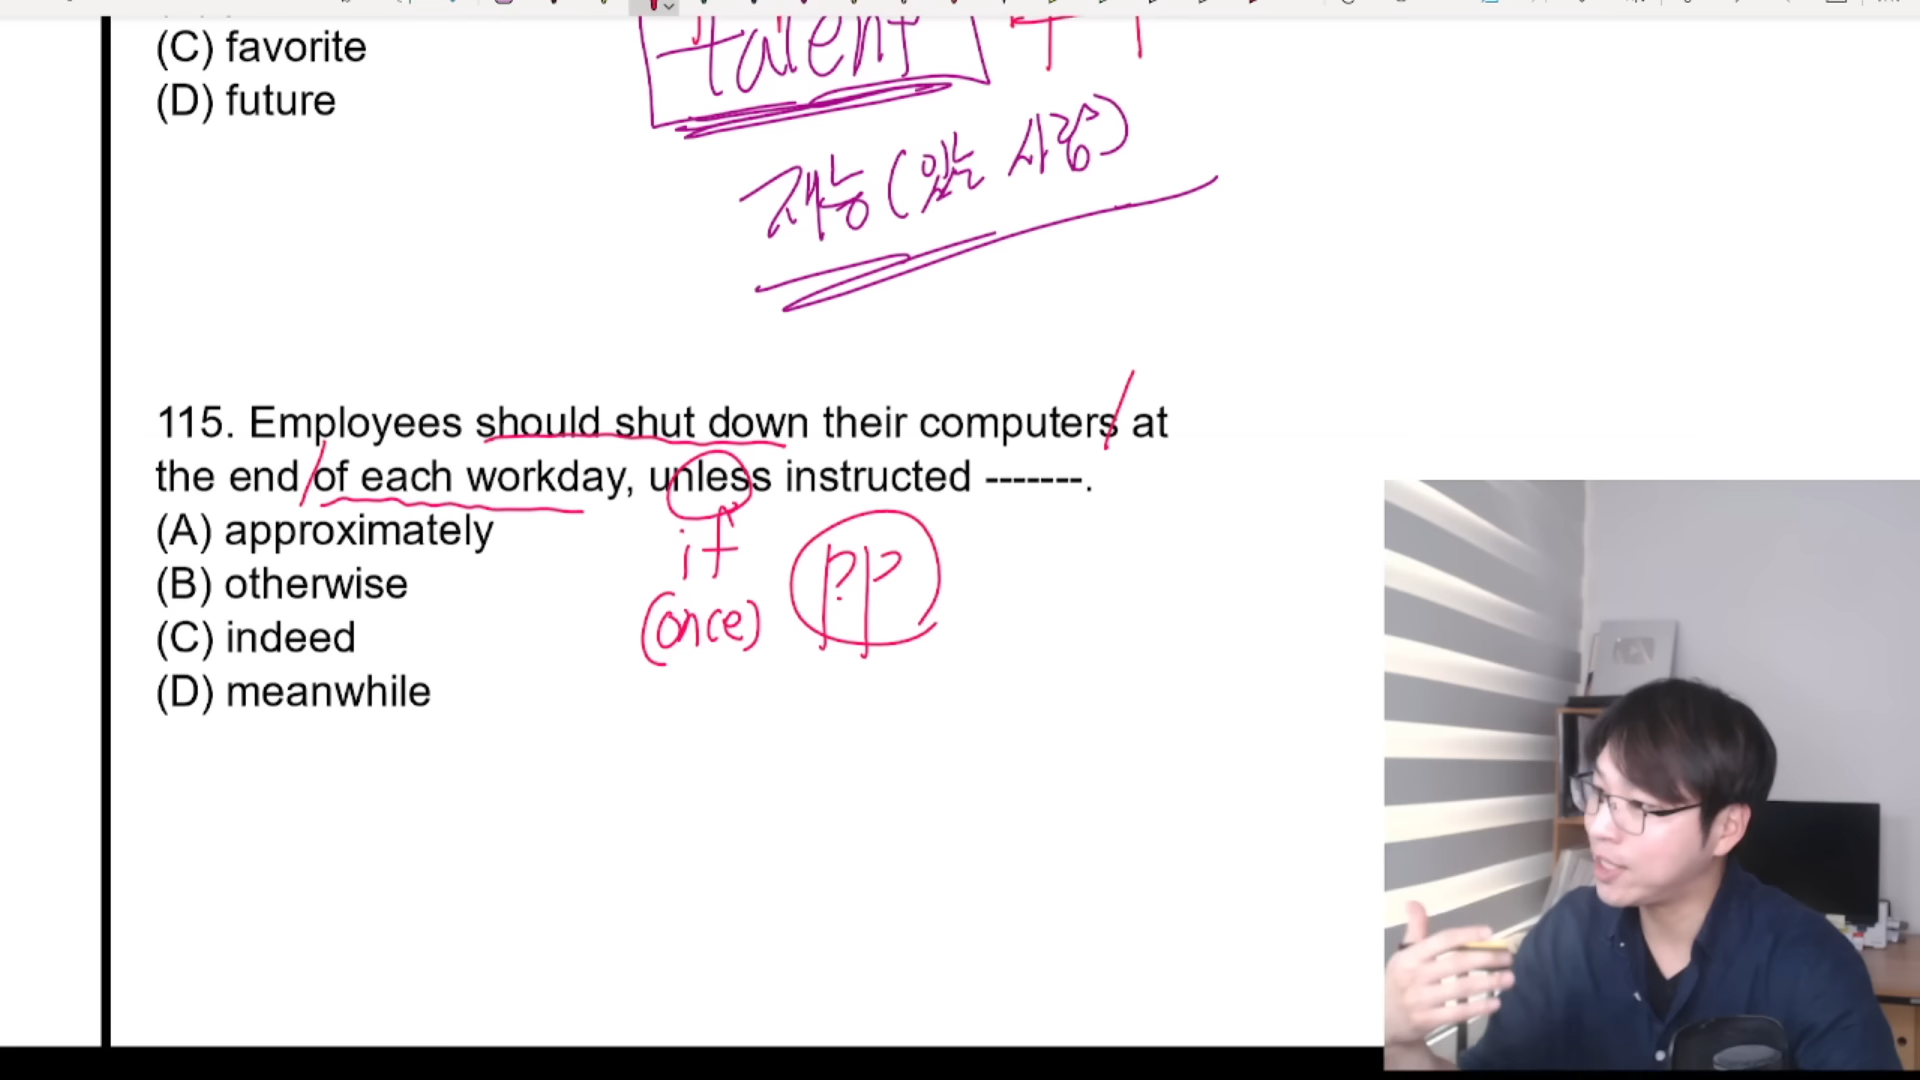 (C) favorite
(D) future
talent
재능 (있는 사람)
115. Employees should shut down their computers at
the end of each workday, unless instructed -------.
(A) approximately
(B) otherwise
(C) indeed
(D) meanwhile
if
(once)
PP